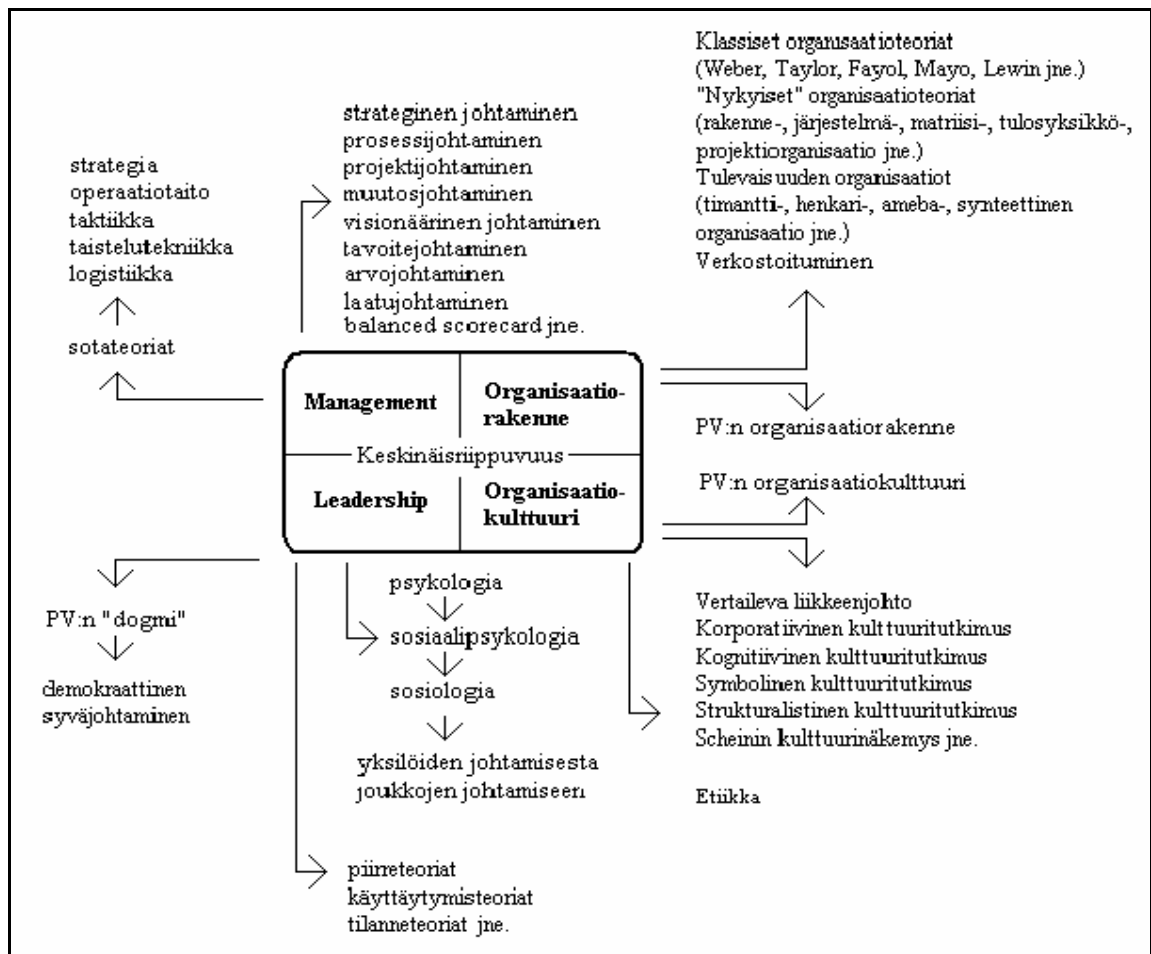 Klassiset organisaatioteoriat
(Weber, Taylor, Fayol, Mayo, Lewin jne.)
"Nykyiset" organisaatioteoriat
(rakenne-, järjestelmä-, matriisi-, tulosyksikkö-,
projektiorganisaatio jne.)
Tulevaisuuden organisaatiot
(timantti-, henkari-, ameba-, synteettinen
organisaatio jne.)
Verkostoituminen
strateginen johtaminen
prosessijohtaminen
projektijohtaminen
muutosjohtaminen
visionäärinen johtaminen
tavoitejohtaminen
arvojohtaminen
laatujohtaminen
balanced scorecard jne.
strategia
operaatiotaito
taktiikka
taistelutekniikka
logistiikka
sotateoriat
Management
Organisaatio-
rakenne
Keskinäisriippuvuus
Leadership
Organisaatio-
kulttuuri
PV:n organisaatiorakenne
PV:n organisaatiokulttuuri
PV:n "dogmi"
demokraattinen
syväjohtaminen
psykologia
sosiaalipsykologia
sosiologia
yksilöiden johtamisesta
joukkojen johtamiseen
Vertaileva liikkeenjohto
Korporatiivinen kulttuuritutkimus
Kognitiivinen kulttuuritutkimus
Symbolinen kulttuuritutkimus
Strukturalistinen kulttuuritutkimus
Scheinin kulttuurinäkemys jne.
Etiikka
piirreteoriat
käyttäytymisteoriat
tilanneteoriat jne.